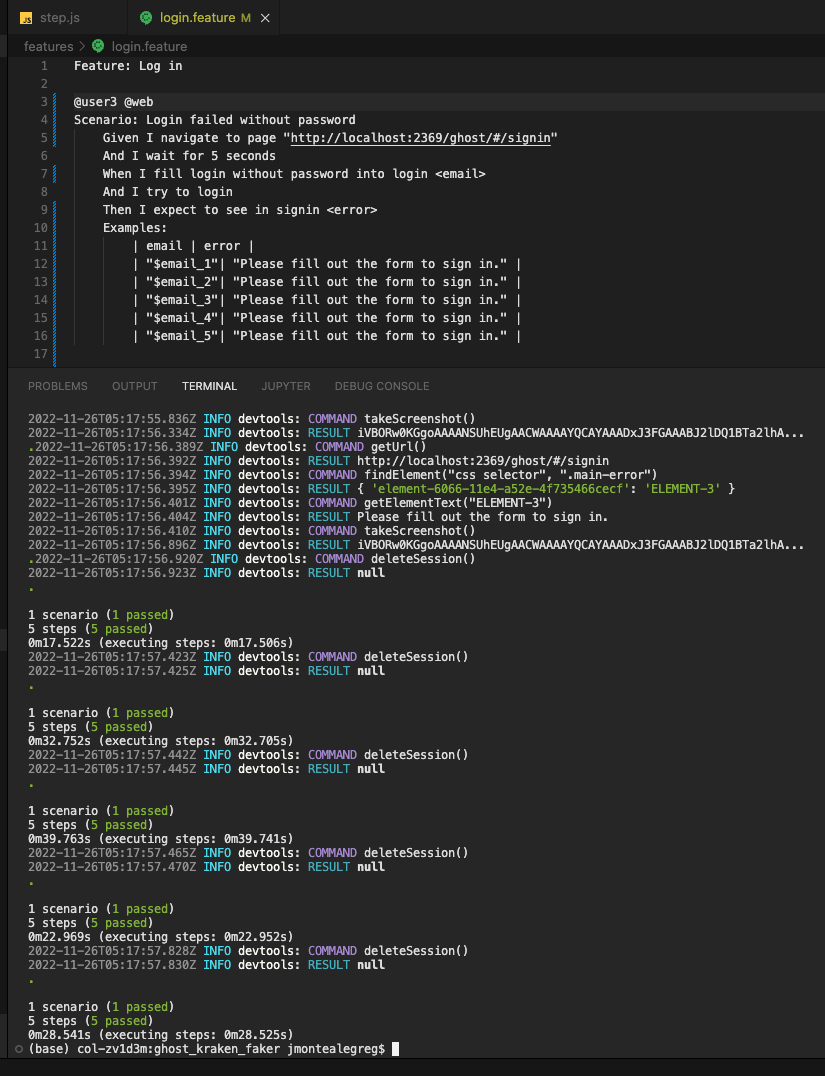 JS step.js login.feature M ×
features > login.feature
1 Feature: Log in
2
3 @user3 @web
4 Scenario: Login failed without password
5 Given I navigate to page "http://localhost:2369/ghost/#/signin"
6 And I wait for 5 seconds
7 When I fill login without password into login <email>
8 And I try to login
9 Then I expect to see in signin <error>
10 Examples:
11 | email | error |
12 | "$email_1"| "Please fill out the form to sign in." |
13 | "$email_2"| "Please fill out the form to sign in." |
14 | "$email_3"| "Please fill out the form to sign in." |
15 | "$email_4"| "Please fill out the form to sign in." |
16 | "$email_5"| "Please fill out the form to sign in." |
17
PROBLEMS OUTPUT TERMINAL JUPYTER DEBUG CONSOLE
2022-11-26T05:17:55.836Z INFO devtools: COMMAND takeScreenshot()
2022-11-26T05:17:56.334Z INFO devtools: RESULT iVBORw0KGgoAAAANSUhEUgAACWAAAAYQCAYAAADxJ3FGAAABJ2lDQ1BTa2lhA...
.2022-11-26T05:17:56.389Z INFO devtools: COMMAND getUrl()
2022-11-26T05:17:56.392Z INFO devtools: RESULT http://localhost:2369/ghost/#/signin
2022-11-26T05:17:56.394Z INFO devtools: COMMAND findElement("css selector", ".main-error")
2022-11-26T05:17:56.395Z INFO devtools: RESULT { 'element-6066-11e4-a52e-4f735466cecf': 'ELEMENT-3' }
2022-11-26T05:17:56.401Z INFO devtools: COMMAND getElementText("ELEMENT-3")
2022-11-26T05:17:56.404Z INFO devtools: RESULT Please fill out the form to sign in.
2022-11-26T05:17:56.410Z INFO devtools: COMMAND takeScreenshot()
2022-11-26T05:17:56.896Z INFO devtools: RESULT iVBORw0KGgoAAAANSUhEUgAACWAAAAYQCAYAAADxJ3FGAAABJ2lDQ1BTa2lhA...
.2022-11-26T05:17:56.920Z INFO devtools: COMMAND deleteSession()
2022-11-26T05:17:56.923Z INFO devtools: RESULT null
.
1 scenario (1 passed)
5 steps (5 passed)
0m17.522s (executing steps: 0m17.506s)
2022-11-26T05:17:57.423Z INFO devtools: COMMAND deleteSession()
2022-11-26T05:17:57.425Z INFO devtools: RESULT null
.
1 scenario (1 passed)
5 steps (5 passed)
0m32.752s (executing steps: 0m32.705s)
2022-11-26T05:17:57.442Z INFO devtools: COMMAND deleteSession()
2022-11-26T05:17:57.445Z INFO devtools: RESULT null
.
1 scenario (1 passed)
5 steps (5 passed)
0m39.763s (executing steps: 0m39.741s)
2022-11-26T05:17:57.465Z INFO devtools: COMMAND deleteSession()
2022-11-26T05:17:57.470Z INFO devtools: RESULT null
.
1 scenario (1 passed)
5 steps (5 passed)
0m22.969s (executing steps: 0m22.952s)
2022-11-26T05:17:57.828Z INFO devtools: COMMAND deleteSession()
2022-11-26T05:17:57.830Z INFO devtools: RESULT null
.
1 scenario (1 passed)
5 steps (5 passed)
0m28.541s (executing steps: 0m28.525s)
(base) col-zv1d3m:ghost_kraken_faker jmontealegreg$